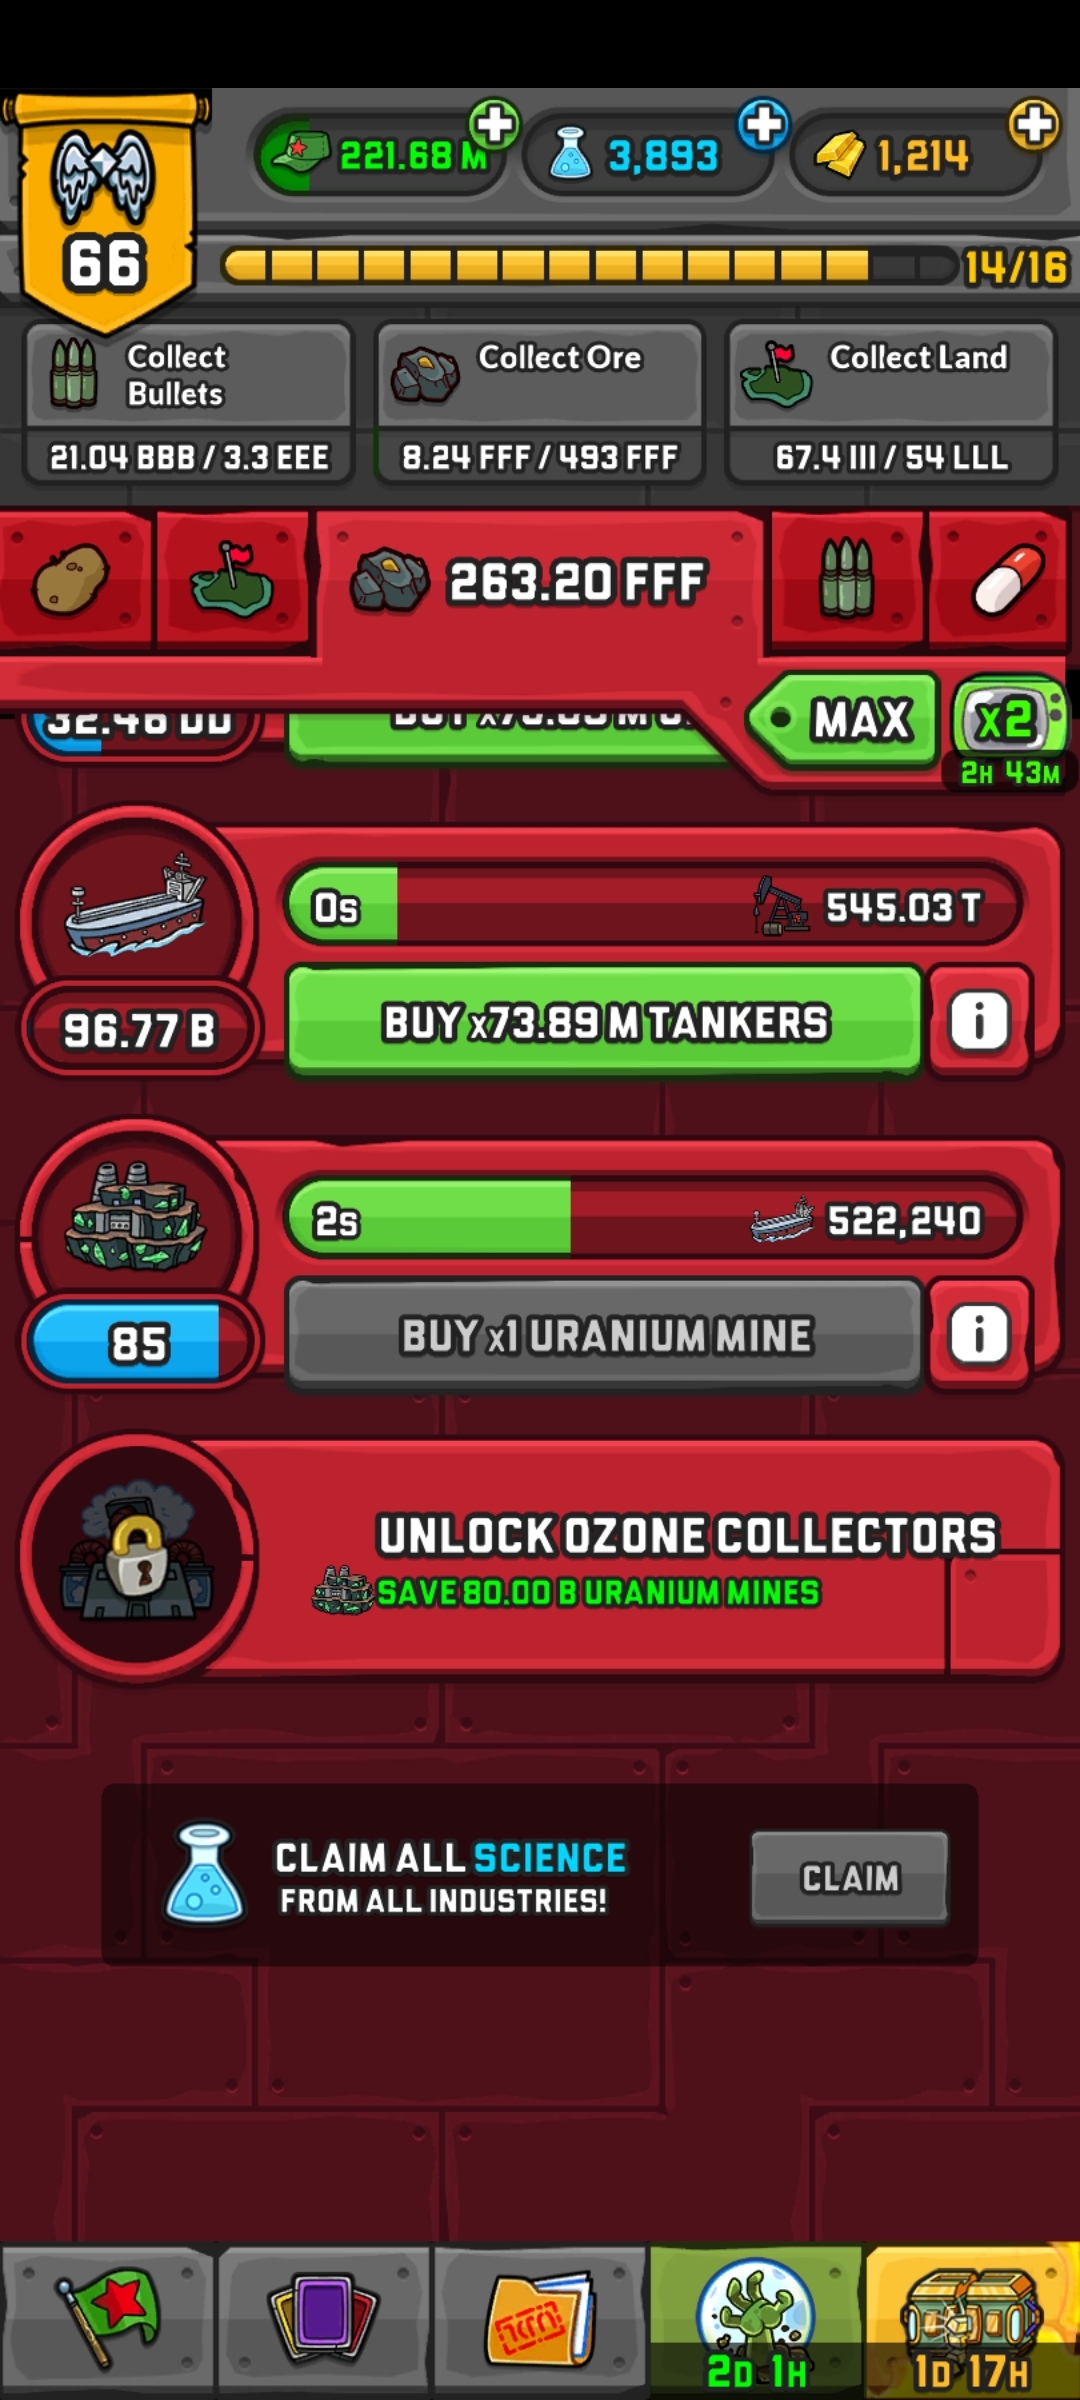 221.68 M
3,893
1,214
66
14/16
Collect
Bullets
Collect Ore
Collect Land
21.04 BBB / 3.3 EEE
8.24 FFF / 493 FFF
67.4 III / 54 LLL
263.20 FFF
MAX
x2
2H 43M
32.46 DD
0s
545.03 T
96.77 B
BUY x73.89 M TANKERS
i
2s
522,240
85
BUY x1 URANIUM MINE
i
UNLOCK OZONE COLLECTORS
SAVE 80.00 B URANIUM MINES
CLAIM ALL SCIENCE
FROM ALL INDUSTRIES!
CLAIM
2D 1H
1D 17H